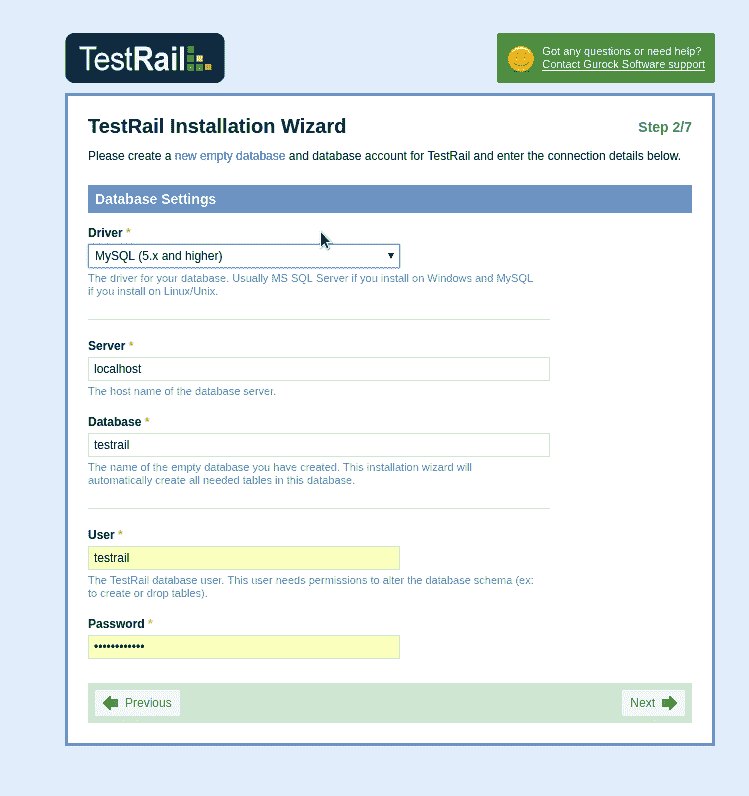 TestRail
Got any questions or need help?
Contact Gurock Software support
TestRail Installation Wizard
Step 2/7
Please create a new empty database and database account for TestRail and enter the connection details below.
Database Settings
Driver *
MySQL (5.x and higher)
The driver for your database. Usually MS SQL Server if you install on Windows and MySQL
if you install on Linux/Unix.
Server *
localhost
The host name of the database server.
Database *
testrail
The name of the empty database you have created. This installation wizard will
automatically create all needed tables in this database.
User *
testrail
The TestRail database user. This user needs permissions to alter the database schema (ex:
to create or drop tables).
Password *
••••••••••••
Previous
Next